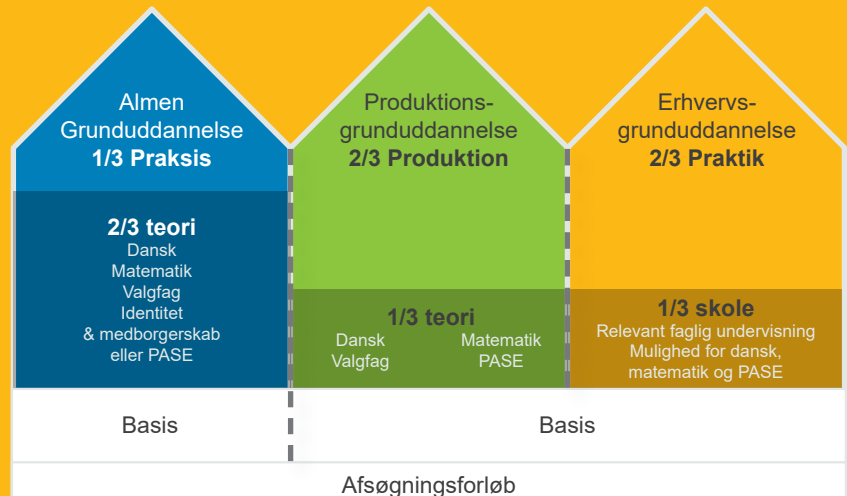 Almen
Grunduddannelse
1/3 Praksis
2/3 teori
Dansk
Matematik
Valgfag
Identitet
& medborgerskab
eller PASE
Produktions-
grunduddannelse
2/3 Produktion
1/3 teori
Dansk Matematik
Valgfag PASE
Erhvervs-
grunduddannelse
2/3 Praktik
1/3 skole
Relevant faglig undervisning
Mulighed for dansk,
matematik og PASE
Basis
Basis
Afsøgningsforløb